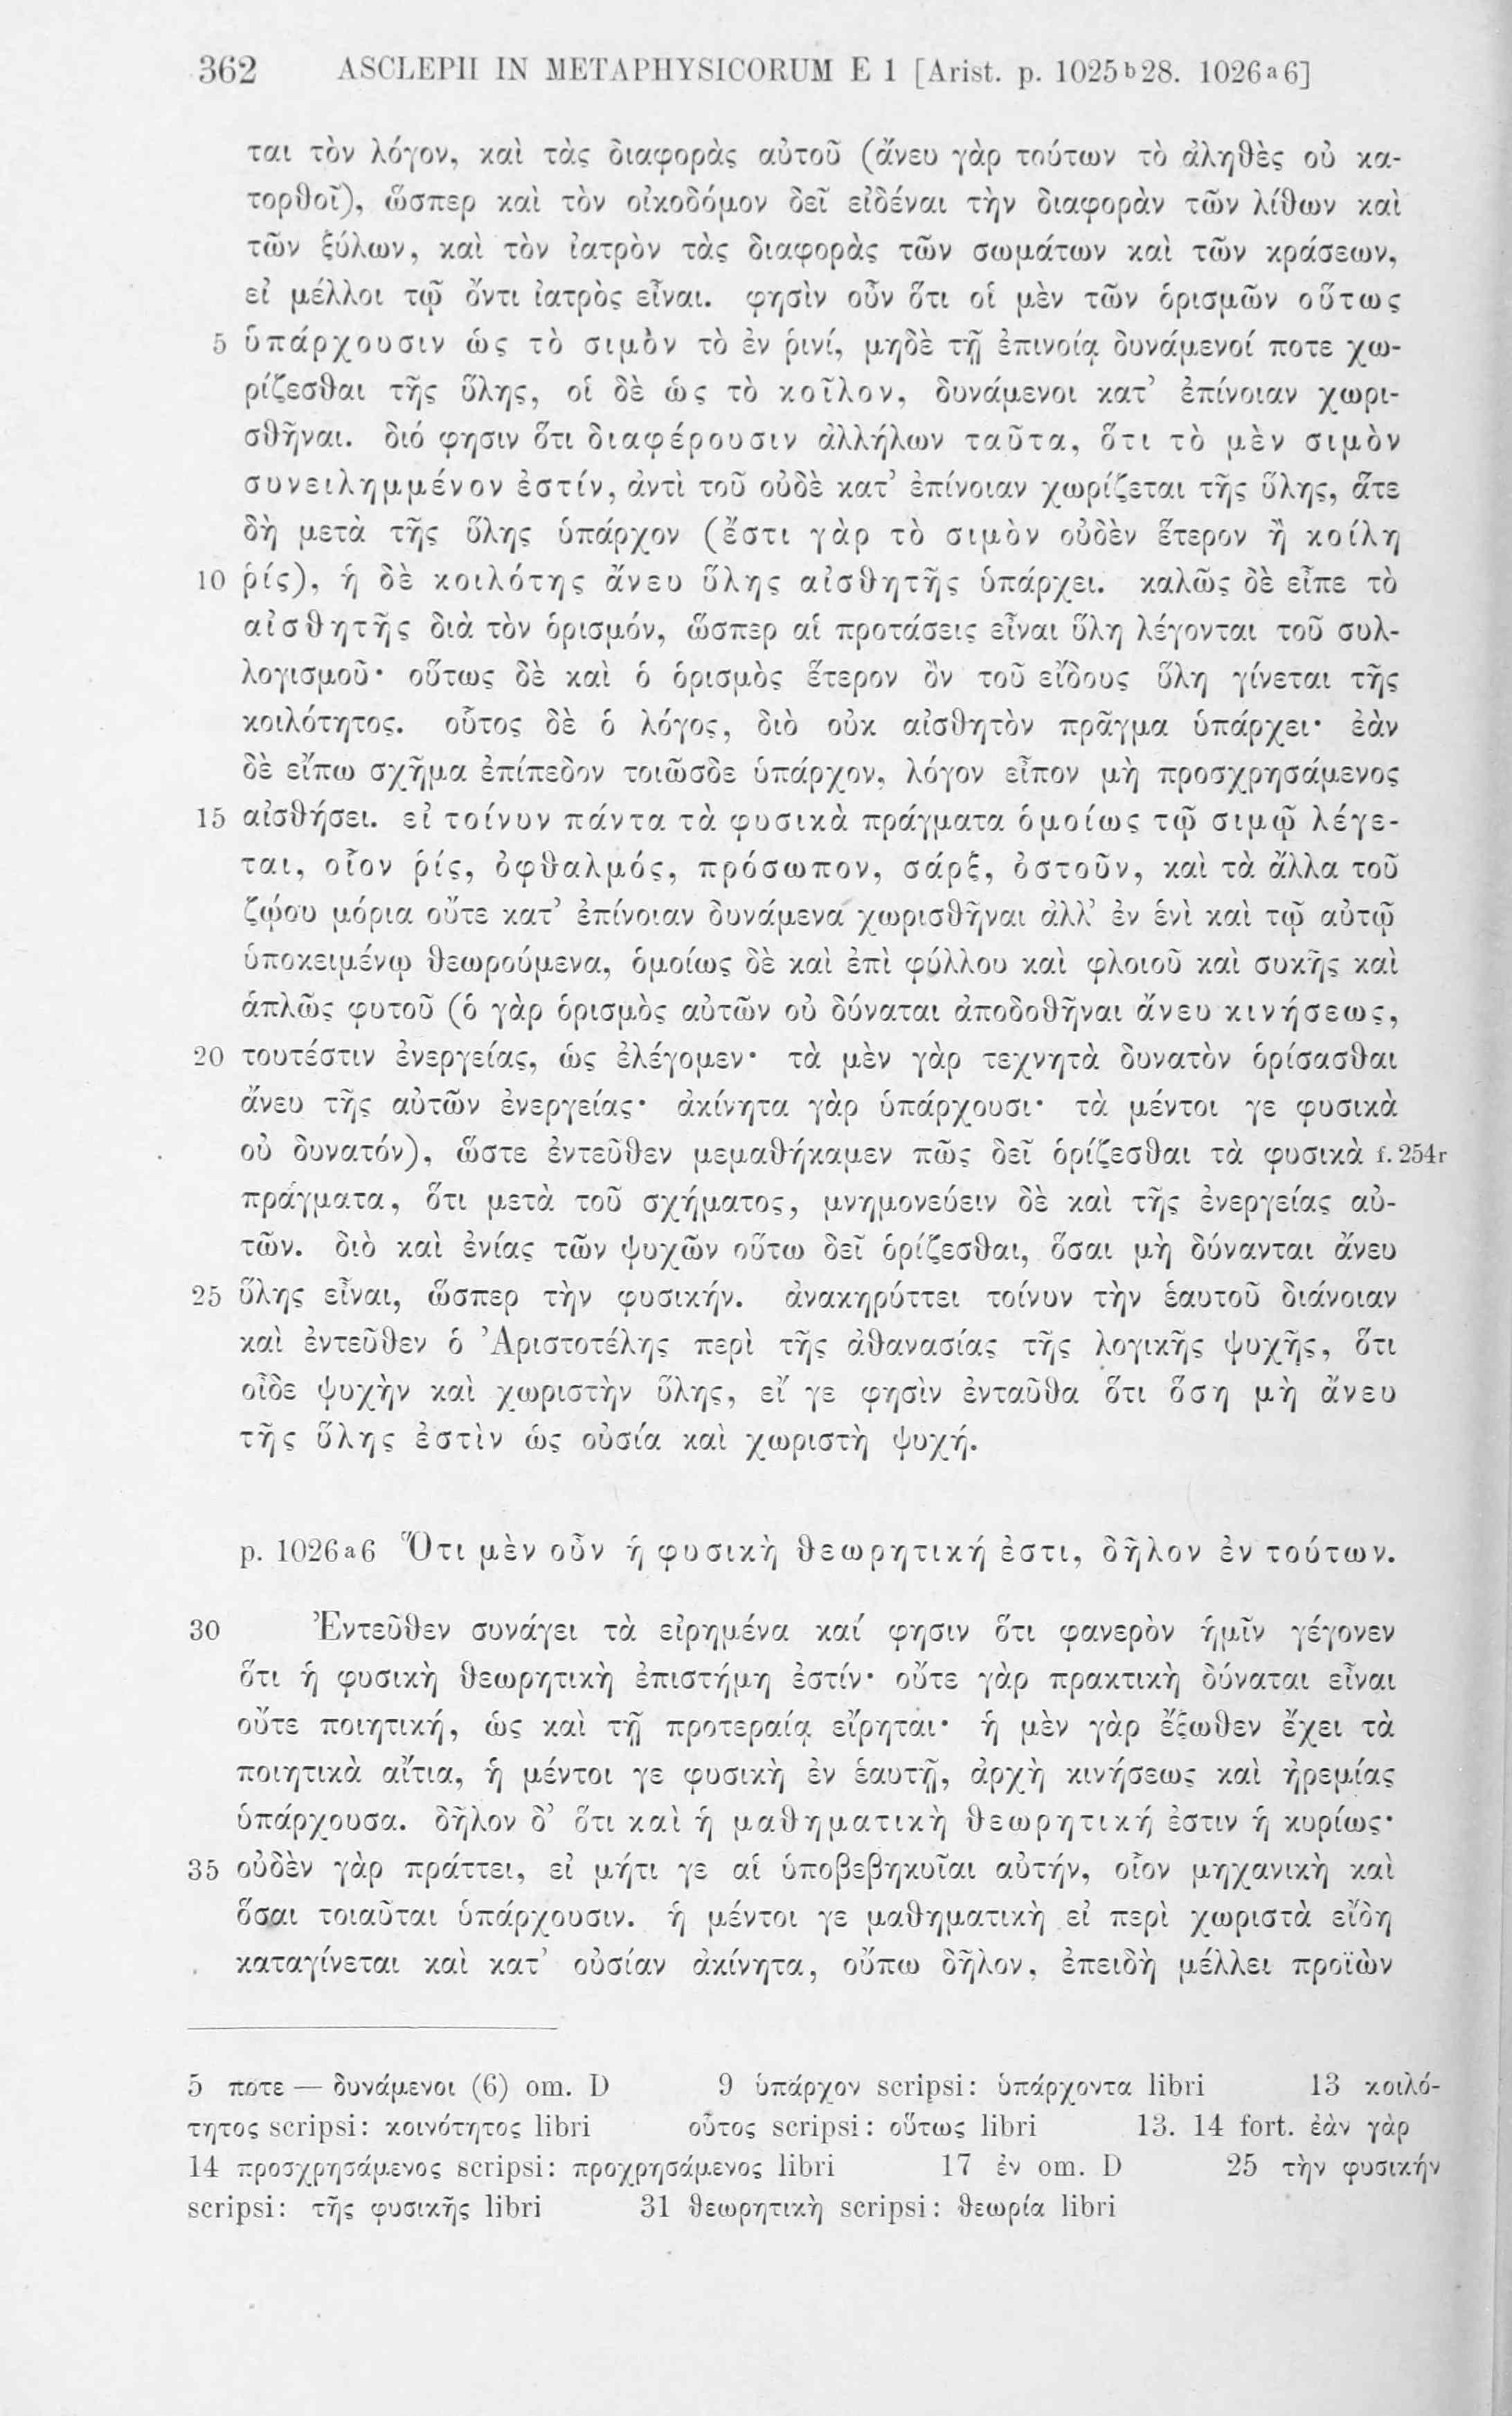 362 ASCLEPII IN METAPHYSICORUM E 1 [Arist. p. 1025b28. 1026a6]
ται τὸν λόγον, καὶ τὰς διαφορὰς αὐτοῦ (ἄνευ γὰρ τούτων τὸ ἀληθὲς οὐ κα-
τορθοῖ), ὥσπερ καὶ τὸν οἰκοδόμον δεῖ εἰδέναι τὴν διαφορὰν τῶν λίθων καὶ
τῶν ξύλων, καὶ τὸν ἰατρὸν τὰς διαφορὰς τῶν σωμάτων καὶ τῶν κράσεων,
εἰ μέλλοι τῷ ὄντι ἰατρὸς εἶναι. φησὶν οὖν ὅτι οἱ μὲν τῶν ὁρισμῶν οὕτως
5 ὑπάρχουσιν ὡς τὸ σιμὸν τὸ ἐν ῥινί, μηδὲ τῇ ἐπινοίᾳ δυνάμενοί ποτε χω-
ρίζεσθαι τῆς ὕλης, οἱ δὲ ὡς τὸ κοῖλον, δυνάμενοι κατ’ ἐπίνοιαν χωρι-
σθῆναι. διό φησιν ὅτι διαφέρουσιν ἀλλήλων ταῦτα, ὅτι τὸ μὲν σιμὸν
συνειλημμένον ἐστίν, ἀντὶ τοῦ οὐδὲ κατ’ ἐπίνοιαν χωρίζεται τῆς ὕλης, ἅτε
δὴ μετὰ τῆς ὕλης ὑπάρχον (ἔστι γὰρ τὸ σιμὸν οὐδὲν ἕτερον ἢ κοίλη
10 ῥίς), ἡ δὲ κοιλότης ἄνευ ὕλης αἰσθητῆς ὑπάρχει. καλῶς δὲ εἶπε τὸ
αἰσθητῆς διὰ τὸν ὁρισμόν, ὥσπερ αἱ προτάσεις εἶναι ὕλη λέγονται τοῦ συλ-
λογισμοῦ· οὕτως δὲ καὶ ὁ ὁρισμὸς ἕτερον ὂν τοῦ εἴδους ὕλη γίνεται τῆς
κοιλότητος. οὗτος δὲ ὁ λόγος, διὸ οὐκ αἰσθητὸν πρᾶγμα ὑπάρχει· ἐὰν
δὲ εἴπω σχῆμα ἐπίπεδον τοιῶσδε ὑπάρχον, λόγον εἶπον μὴ προσχρησάμενος
15 αἰσθήσει. εἰ τοίνυν πάντα τὰ φυσικὰ πράγματα ὁμοίως τῷ σιμῷ λέγε-
ται, οἷον ῥίς, ὀφθαλμός, πρόσωπον, σάρξ, ὀστοῦν, καὶ τὰ ἄλλα τοῦ
ζῴου μόρια οὔτε κατ’ ἐπίνοιαν δυνάμενα χωρισθῆναι ἀλλ’ ἐν ἑνὶ καὶ τῷ αὐτῷ
ὑποκειμένῳ θεωρούμενα, ὁμοίως δὲ καὶ ἐπὶ φύλλου καὶ φλοιοῦ καὶ συκῆς καὶ
ἁπλῶς φυτοῦ (ὁ γὰρ ὁρισμὸς αὐτῶν οὐ δύναται ἀποδοθῆναι ἄνευ κινήσεως,
20 τουτέστιν ἐνεργείας, ὡς ἐλέγομεν· τὰ μὲν γὰρ τεχνητὰ δυνατὸν ὁρίσασθαι
ἄνευ τῆς αὐτῶν ἐνεργείας· ἀκίνητα γὰρ ὑπάρχουσι· τὰ μέντοι γε φυσικὰ
οὐ δυνατόν), ὥστε ἐντεῦθεν μεμαθήκαμεν πῶς δεῖ ὁρίζεσθαι τὰ φυσικὰ f. 254r
πράγματα, ὅτι μετὰ τοῦ σχήματος, μνημονεύειν δὲ καὶ τῆς ἐνεργείας αὐ-
τῶν. διὸ καὶ ἐνίας τῶν ψυχῶν οὕτω δεῖ ὁρίζεσθαι, ὅσαι μὴ δύνανται ἄνευ
25 ὕλης εἶναι, ὥσπερ τὴν φυσικήν. ἀνακηρύττει τοίνυν τὴν ἑαυτοῦ διάνοιαν
καὶ ἐντεῦθεν ὁ Ἀριστοτέλης περὶ τῆς ἀθανασίας τῆς λογικῆς ψυχῆς, ὅτι
οἶδε ψυχὴν καὶ χωριστὴν ὕλης, εἴ γε φησὶν ἐνταῦθα ὅτι ὅση μὴ ἄνευ
τῆς ὕλης ἐστὶν ὡς οὐσία καὶ χωριστὴ ψυχή.
p. 1026a6 Ὅτι μὲν οὖν ἡ φυσικὴ θεωρητική ἐστι, δῆλον ἐν τούτων.
30 Ἐντεῦθεν συνάγει τὰ εἰρημένα καί φησιν ὅτι φανερὸν ἡμῖν γέγονεν
ὅτι ἡ φυσικὴ θεωρητικὴ ἐπιστήμη ἐστίν· οὔτε γὰρ πρακτικὴ δύναται εἶναι
οὔτε ποιητική, ὡς καὶ τῇ προτεραίᾳ εἴρηται· ἡ μὲν γὰρ ἔξωθεν ἔχει τὰ
ποιητικὰ αἴτια, ἡ μέντοι γε φυσικὴ ἐν ἑαυτῇ, ἀρχὴ κινήσεως καὶ ἠρεμίας
ὑπάρχουσα. δῆλον δ’ ὅτι καὶ ἡ μαθηματικὴ θεωρητική ἐστιν ἡ κυρίως·
35 οὐδὲν γὰρ πράττει, εἰ μήτι γε αἱ ὑποβεβηκυῖαι αὐτήν, οἷον μηχανικὴ καὶ
ὅσαι τοιαῦται ὑπάρχουσιν. ἡ μέντοι γε μαθηματικὴ εἰ περὶ χωριστὰ εἴδη
καταγίνεται καὶ κατ’ οὐσίαν ἀκίνητα, οὔπω δῆλον, ἐπειδὴ μέλλει προϊὼν
5 ποτε — δυνάμενοι (6) om. D 9 ὑπάρχον scripsi: ὑπάρχοντα libri 13 κοιλό-
τητος scripsi: κοινότητος libri οὗτος scripsi: οὕτως libri 13. 14 fort. ἐὰν γὰρ
14 προσχρησάμενος scripsi: προχρησάμενος libri 17 ἐν om. D 25 τὴν φυσικήν
scripsi: τῆς φυσικῆς libri 31 θεωρητικὴ scripsi: θεωρία libri